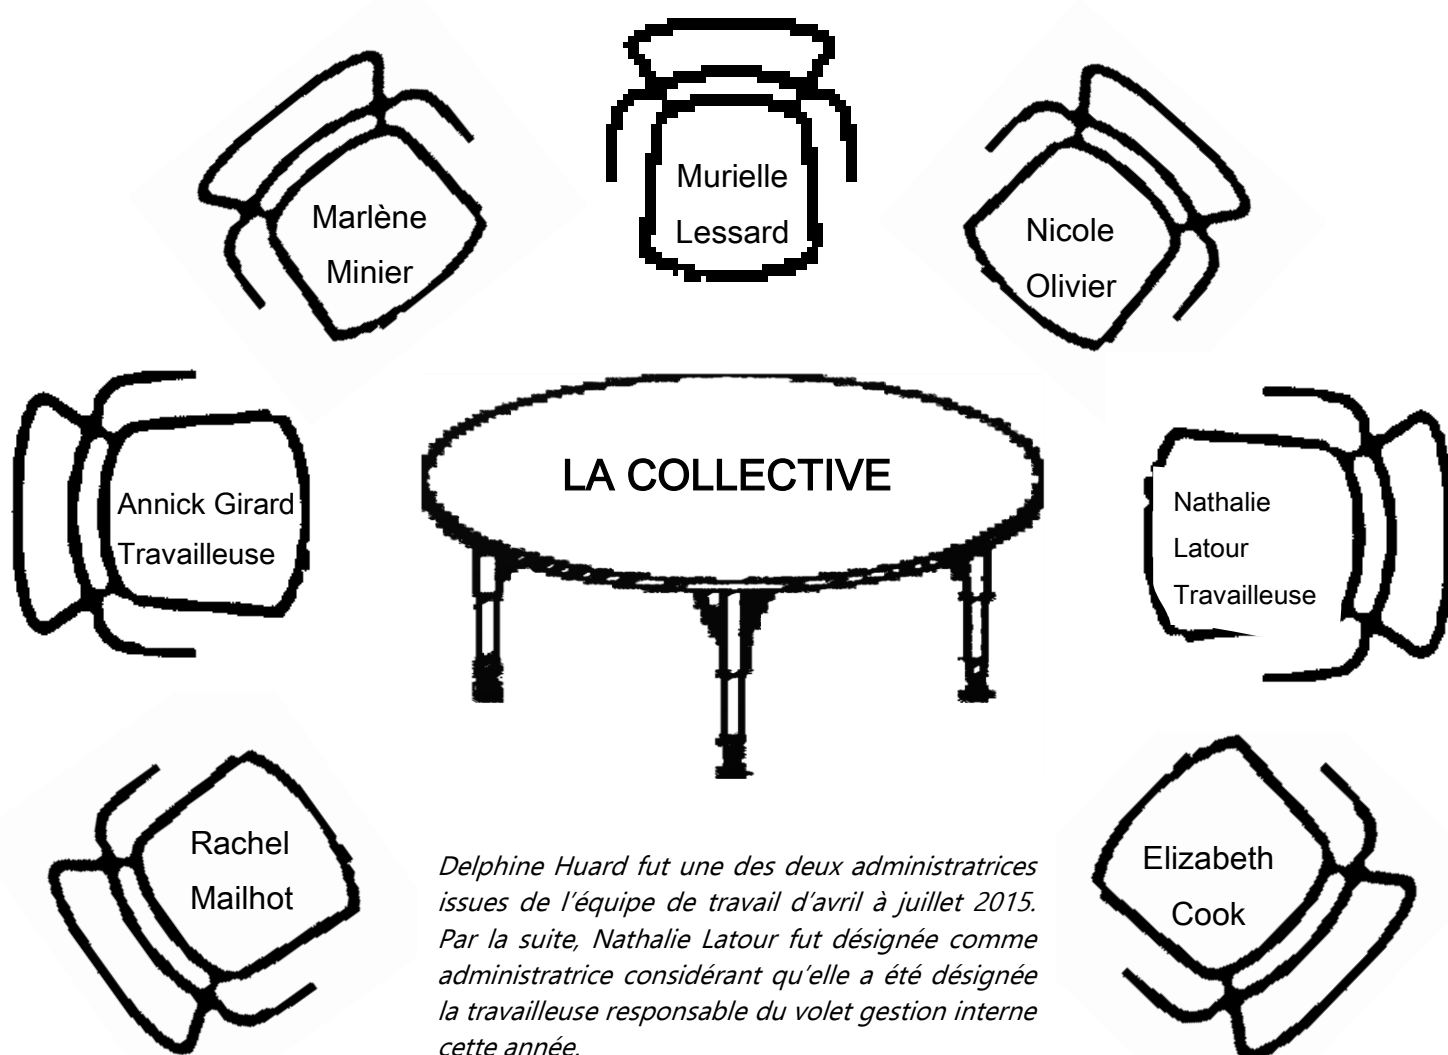 Murielle
Lessard
Marlène
Minier
Nicole
Olivier
LA COLLECTIVE
Annick Girard
Travailleuse
Nathalie
Latour
Travailleuse
Rachel
Mailhot
Elizabeth
Cook
Delphine Huard fut une des deux administratrices
issues de l'équipe de travail d'avril à juillet 2015.
Par la suite, Nathalie Latour fut désignée comme
administratrice considérant qu'elle a été désignée
la travailleuse responsable du volet gestion interne
cette année.